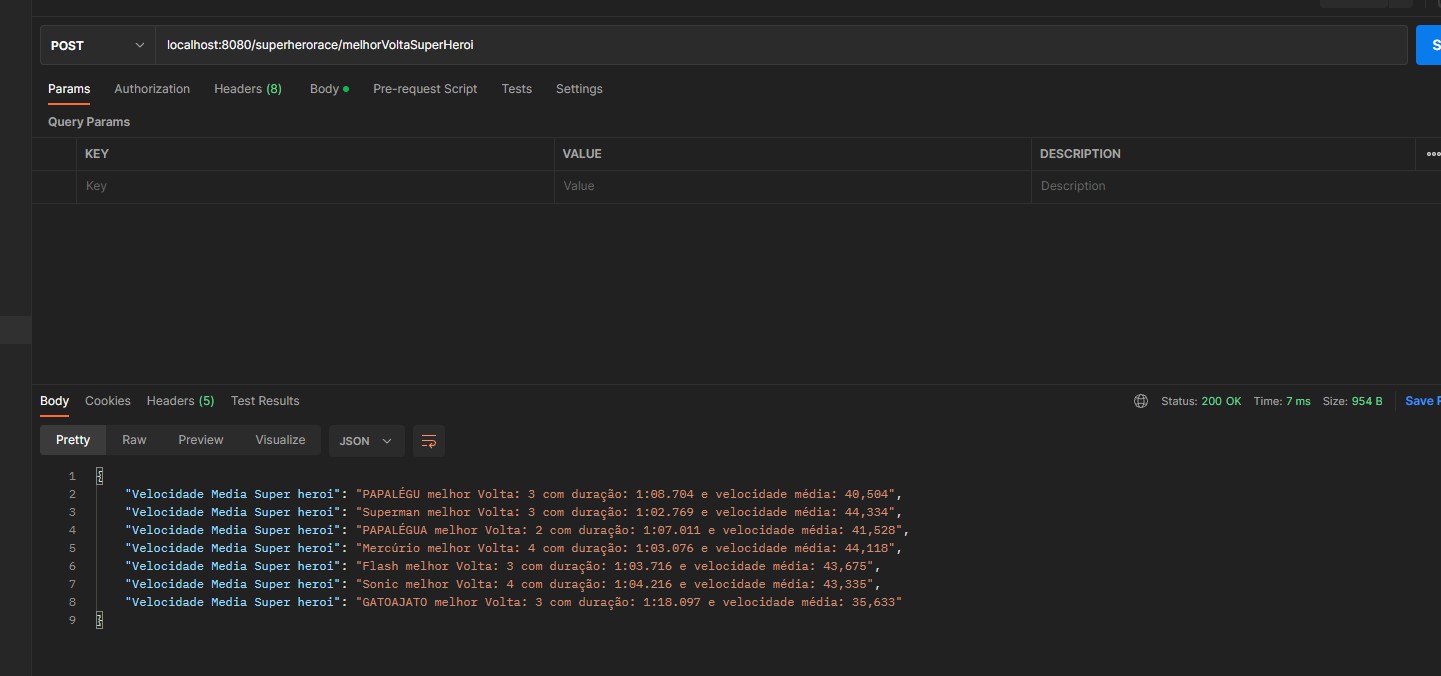 POST localhost:8080/superherorace/melhorVoltaSuperHeroi S
Params Authorization Headers (8) Body Pre-request Script Tests Settings
Query Params
KEY VALUE DESCRIPTION
Key Value Description
Body Cookies Headers (5) Test Results Status: 200 OK Time: 7 ms Size: 954 B Save
Pretty Raw Preview Visualize JSON
1 {
2 "Velocidade Media Super heroi": "PAPALÉGU melhor Volta: 3 com duração: 1:08.704 e velocidade média: 40,504",
3 "Velocidade Media Super heroi": "Superman melhor Volta: 3 com duração: 1:02.769 e velocidade média: 44,334",
4 "Velocidade Media Super heroi": "PAPALÉGUA melhor Volta: 2 com duração: 1:07.011 e velocidade média: 41,528",
5 "Velocidade Media Super heroi": "Mercúrio melhor Volta: 4 com duração: 1:03.076 e velocidade média: 44,118",
6 "Velocidade Media Super heroi": "Flash melhor Volta: 3 com duração: 1:03.716 e velocidade média: 43,675",
7 "Velocidade Media Super heroi": "Sonic melhor Volta: 4 com duração: 1:04.216 e velocidade média: 43,335",
8 "Velocidade Media Super heroi": "GATOAJATO melhor Volta: 3 com duração: 1:18.097 e velocidade média: 35,633"
9 }